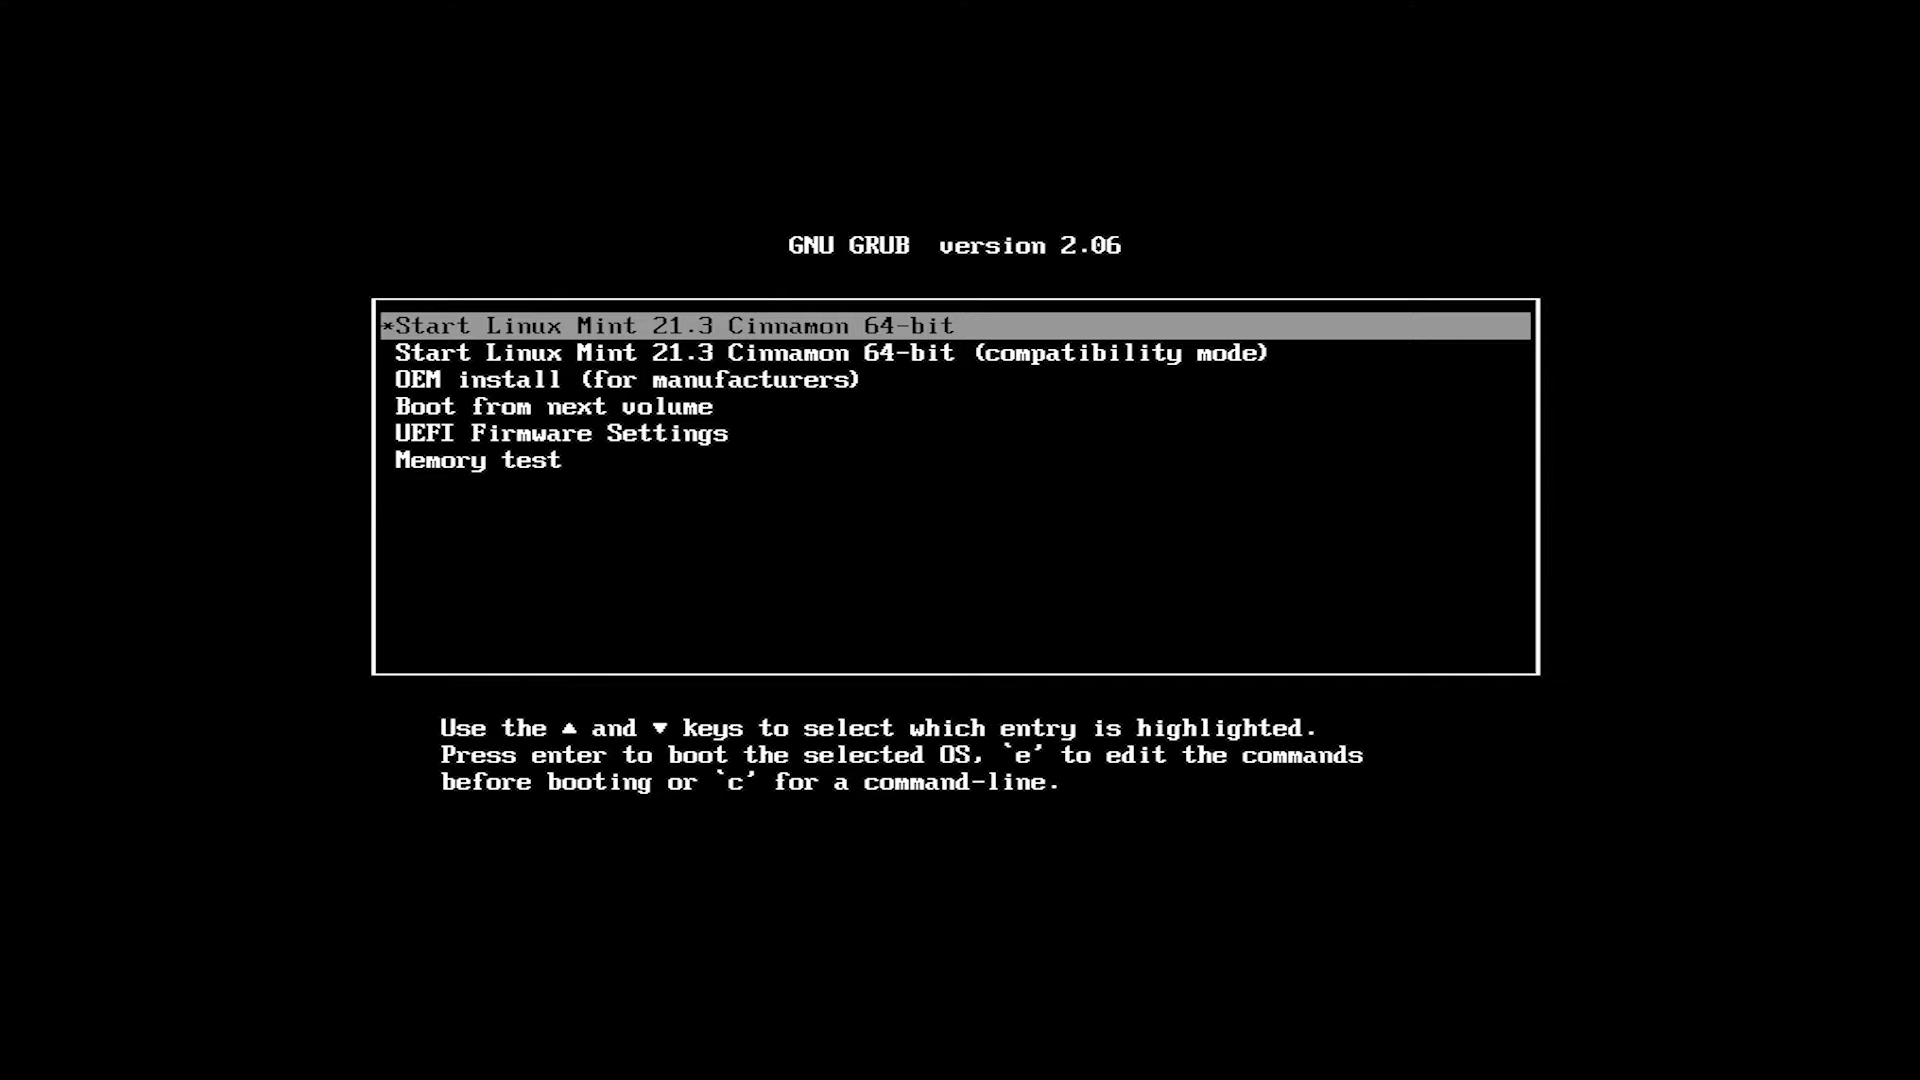 GNU GRUB  version 2.06
*Start Linux Mint 21.3 Cinnamon 64-bit
Start Linux Mint 21.3 Cinnamon 64-bit (compatibility mode)
OEM install (for manufacturers)
Boot from next volume
UEFI Firmware Settings
Memory test
Use the ▲ and ▼ keys to select which entry is highlighted.
Press enter to boot the selected OS, `e' to edit the commands
before booting or `c' for a command-line.